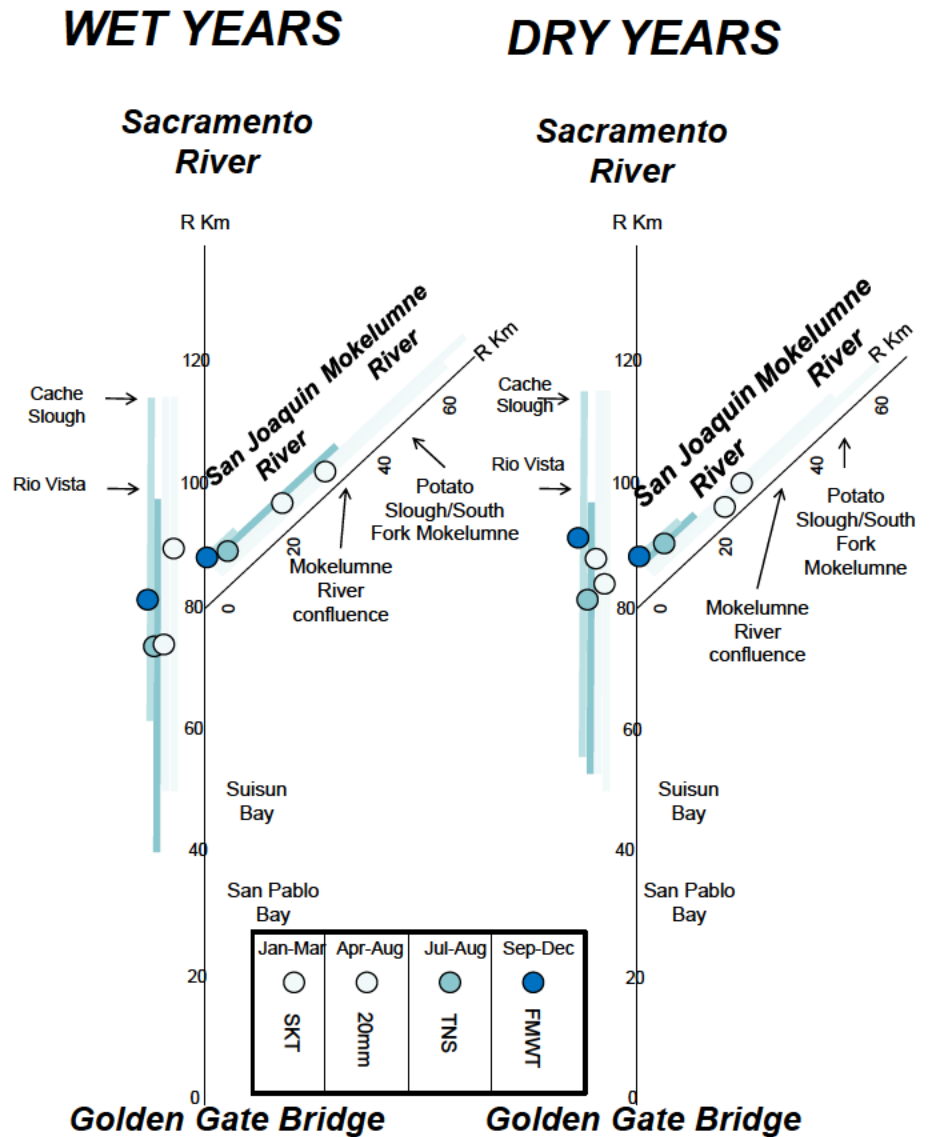 WET YEARS
DRY YEARS
Sacramento
River
Sacramento
River
R Km
R Km
120
100
80
60
40
20
0
Cache
Slough
Rio Vista
San Joaquin Mokelumne
River
River
R Km
0
20
40
60
Potato
Slough/South
Fork Mokelumne
Mokelumne
River
confluence
Suisun
Bay
San Pablo
Bay
120
100
80
60
40
20
0
Cache
Slough
Rio Vista
San Joaquin Mokelumne
River
River
R Km
0
20
40
60
Potato
Slough/South
Fork
Mokelumne
Mokelumne
River
confluence
Suisun
Bay
San Pablo
Bay
Jan-Mar
Apr-Aug
Jul-Aug
Sep-Dec
SKT
20mm
TNS
FMWT
Golden Gate Bridge
Golden Gate Bridge